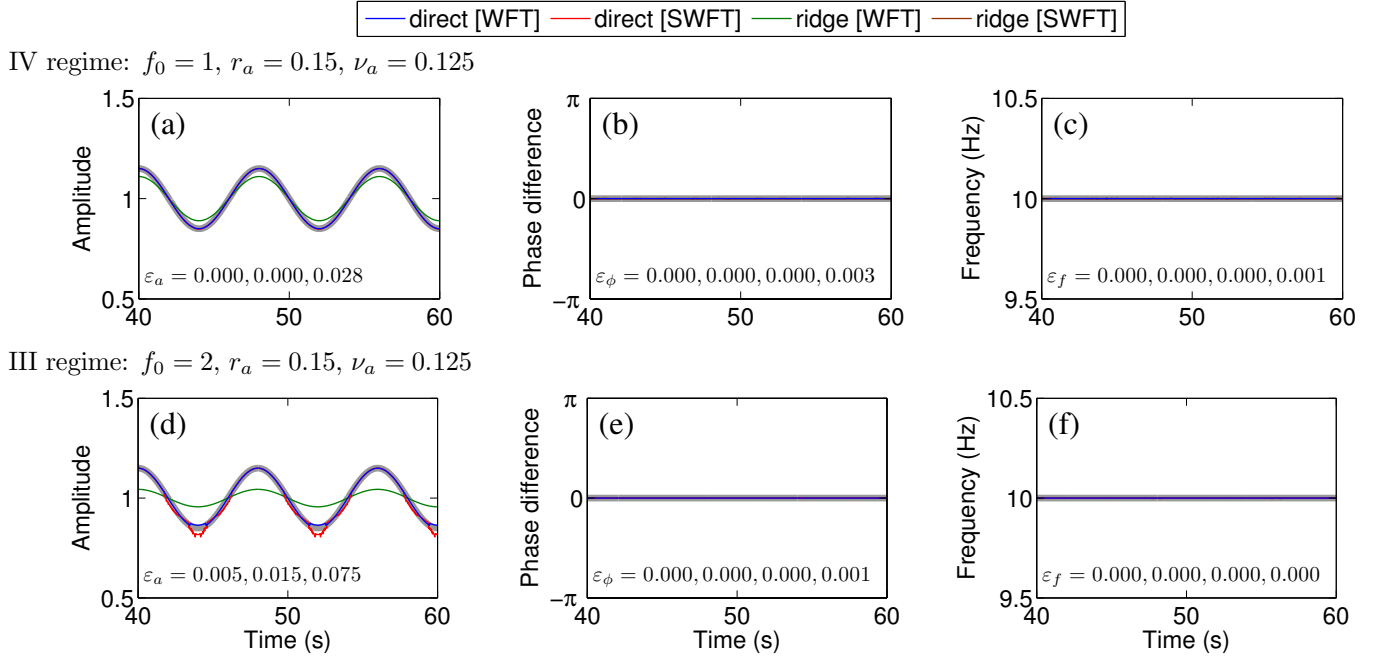 direct [WFT] direct [SWFT] ridge [WFT] ridge [SWFT]
IV regime: f₀ = 1, rₐ = 0.15, νₐ = 0.125
1.5
1
0.5
Amplitude
(a)
εₐ = 0.000, 0.000, 0.028
40 50 60
π
0
−π
Phase difference
(b)
ε_ϕ = 0.000, 0.000, 0.000, 0.003
40 50 60
10.5
10
9.5
Frequency (Hz)
(c)
ε_f = 0.000, 0.000, 0.000, 0.001
40 50 60
III regime: f₀ = 2, rₐ = 0.15, νₐ = 0.125
1.5
1
0.5
Amplitude
(d)
εₐ = 0.005, 0.015, 0.075
40 50 60
Time (s)
π
0
−π
Phase difference
(e)
ε_ϕ = 0.000, 0.000, 0.000, 0.001
40 50 60
Time (s)
10.5
10
9.5
Frequency (Hz)
(f)
ε_f = 0.000, 0.000, 0.000, 0.000
40 50 60
Time (s)